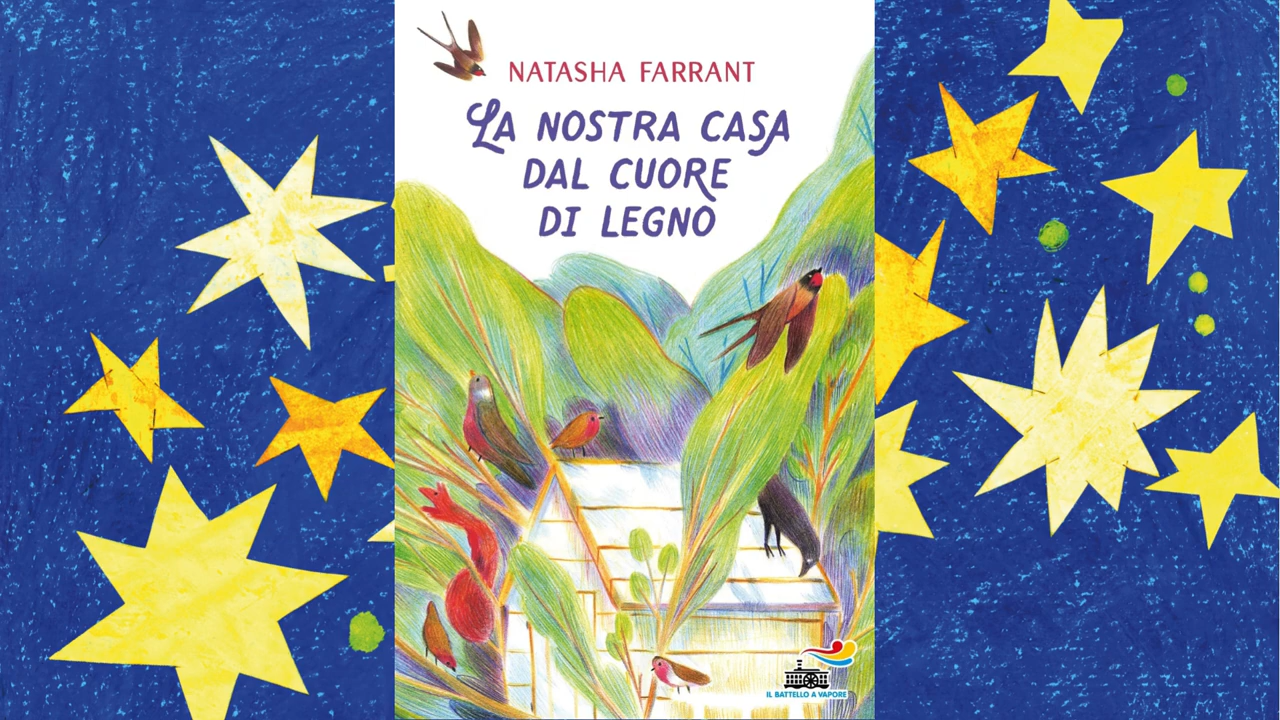 NATASHA FARRANT
LA NOSTRA CASA
DAL CUORE
DI LEGNO
IL BATTELLO A VAPORE